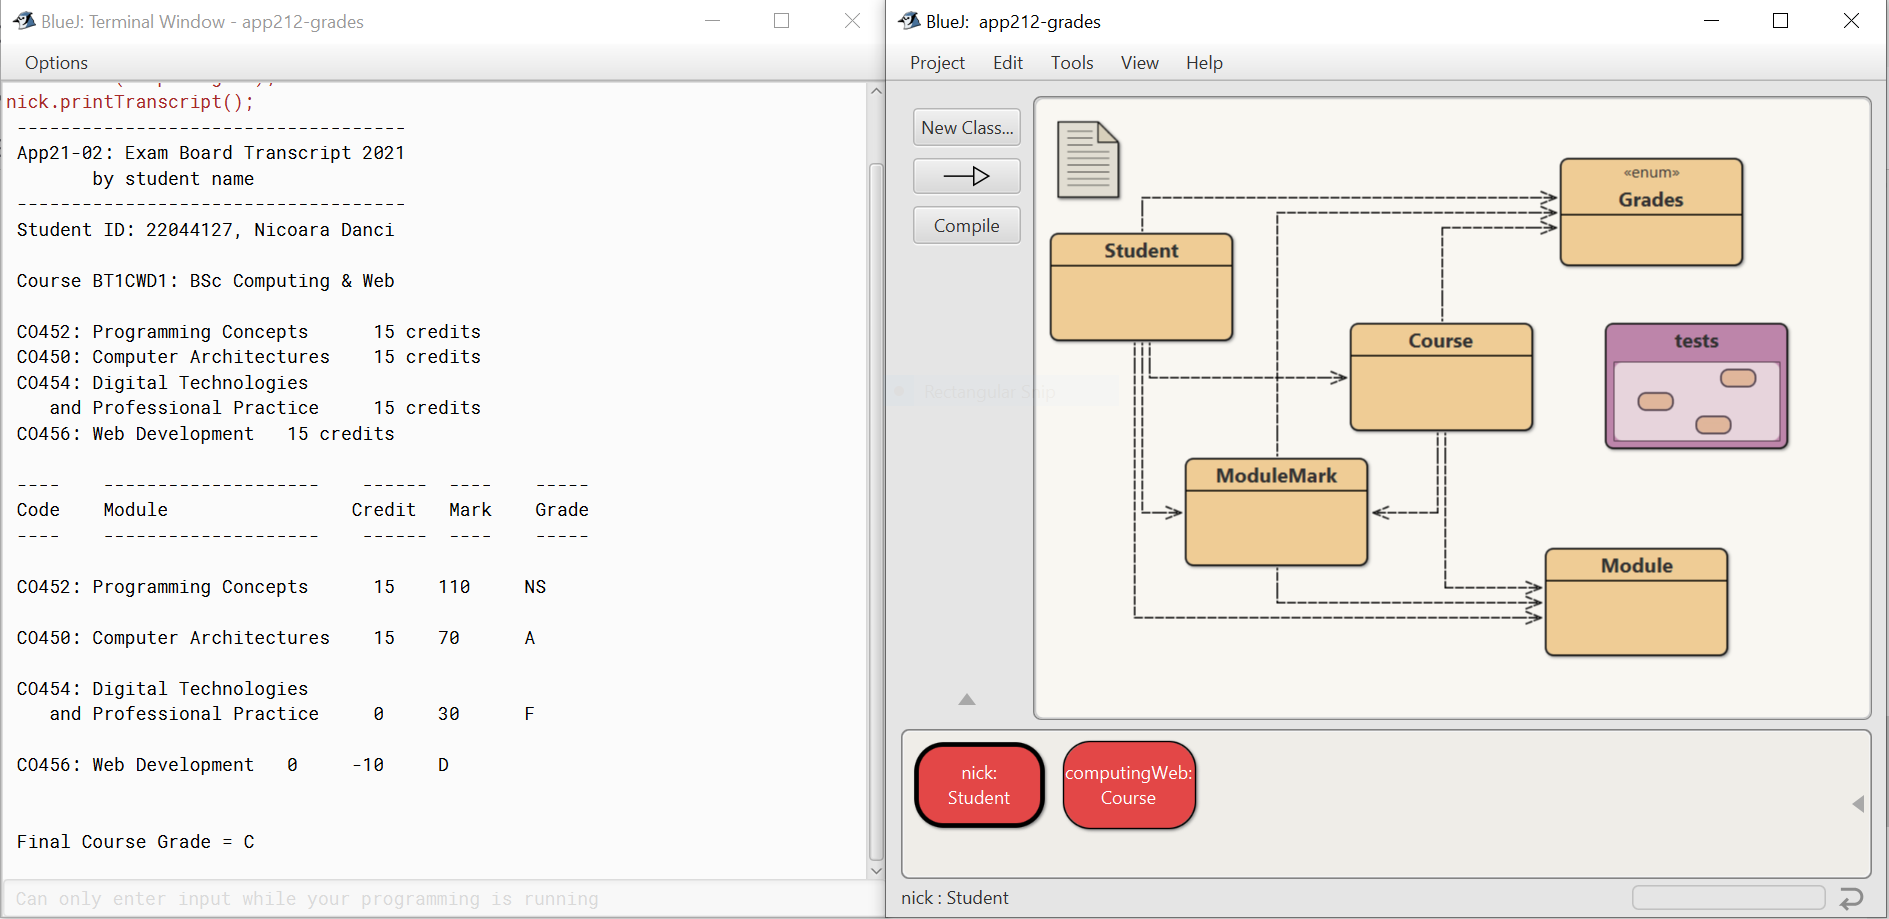 BlueJ: Terminal Window - app212-grades
Options
nick.printTranscript();
------------------------------------
App21-02: Exam Board Transcript 2021
by student name
------------------------------------
Student ID: 22044127, Nicoara Danci
Course BT1CWD1: BSc Computing & Web
CO452: Programming Concepts 15 credits
CO450: Computer Architectures 15 credits
CO454: Digital Technologies
and Professional Practice 15 credits
CO456: Web Development 15 credits
---- -------------------- ------ ---- -----
Code Module Credit Mark Grade
---- -------------------- ------ ---- -----
CO452: Programming Concepts 15 110 NS
CO450: Computer Architectures 15 70 A
CO454: Digital Technologies
and Professional Practice 0 30 F
CO456: Web Development 0 -10 D
Final Course Grade = C
Can only enter input while your programming is running
BlueJ: app212-grades
Project Edit Tools View Help
New Class...
Compile
«enum»
Grades
Student
Course
tests
Rectangular Snip
ModuleMark
Module
nick:
Student
computingWeb:
Course
nick : Student